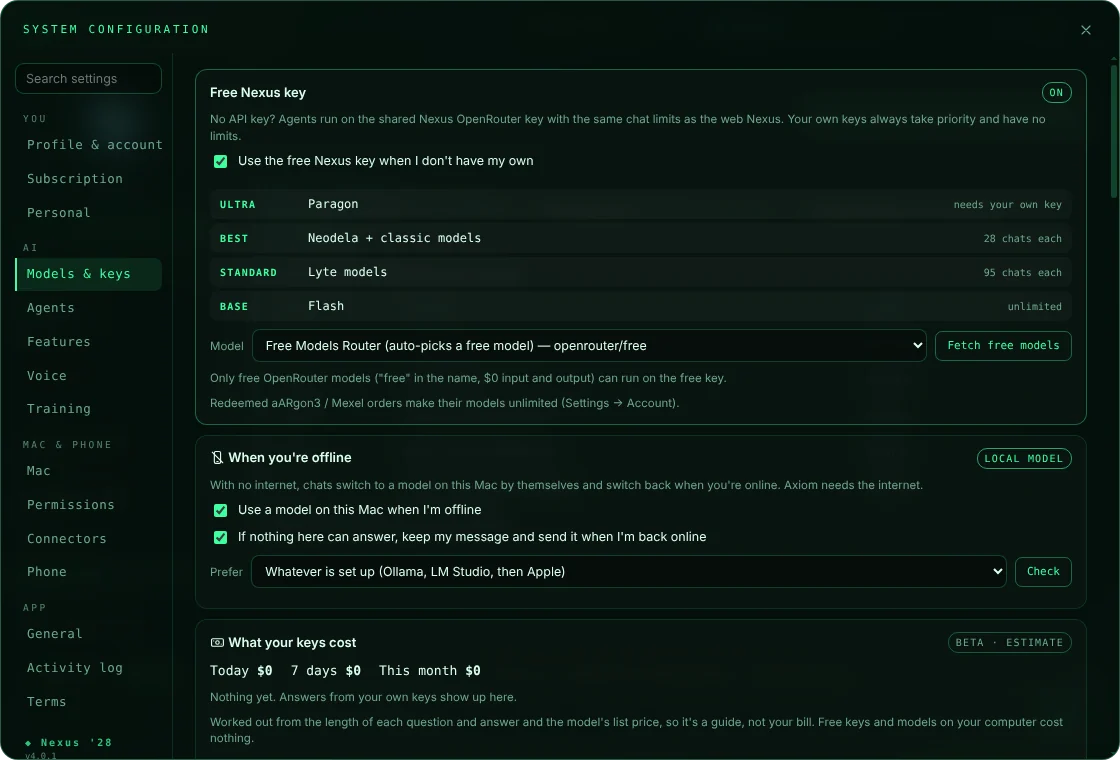 SYSTEM CONFIGURATION
Search settings
YOU
Profile & account
Subscription
Personal
AI
Models & keys
Agents
Features
Voice
Training
MAC & PHONE
Mac
Permissions
Connectors
Phone
APP
General
Activity log
Terms
◆ Nexus '28
v4.0.1
Free Nexus key
ON
No API key? Agents run on the shared Nexus OpenRouter key with the same chat limits as the web Nexus. Your own keys always take priority and have no
limits.
Use the free Nexus key when I don't have my own
ULTRA Paragon needs your own key
BEST Neodela + classic models 28 chats each
STANDARD Lyte models 95 chats each
BASE Flash unlimited
Model Free Models Router (auto-picks a free model) — openrouter/free Fetch free models
Only free OpenRouter models ("free" in the name, $0 input and output) can run on the free key.
Redeemed aARgon3 / Mexel orders make their models unlimited (Settings → Account).
When you're offline
LOCAL MODEL
With no internet, chats switch to a model on this Mac by themselves and switch back when you're online. Axiom needs the internet.
Use a model on this Mac when I'm offline
If nothing here can answer, keep my message and send it when I'm back online
Prefer Whatever is set up (Ollama, LM Studio, then Apple) Check
What your keys cost
BETA · ESTIMATE
Today $0 7 days $0 This month $0
Nothing yet. Answers from your own keys show up here.
Worked out from the length of each question and answer and the model's list price, so it's a guide, not your bill. Free keys and models on your computer cost
nothing.